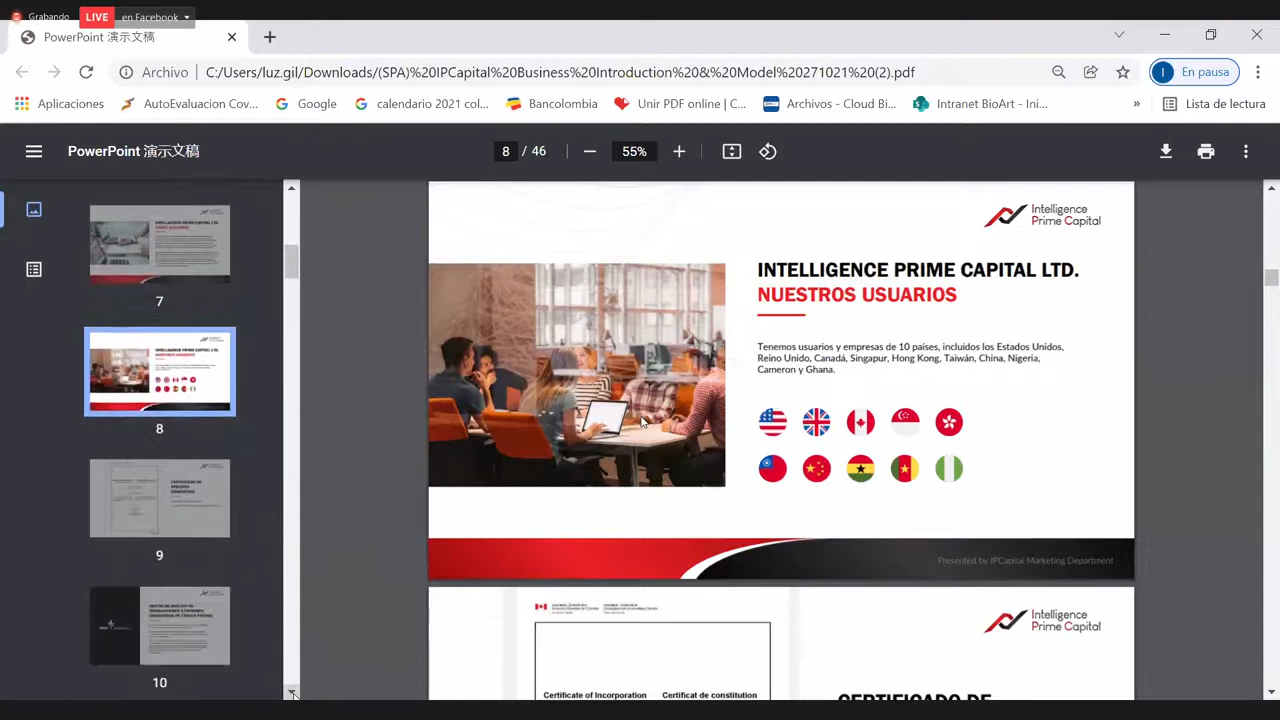 Grabando
LIVE
en Facebook
PowerPoint 演示文稿
Archivo
C:/Users/luz.gil/Downloads/(SPA)%20IPCapital%20Business%20Introduction%20&%20Model%20271021%20(2).pdf
En pausa
Aplicaciones
AutoEvaluacion Cov...
Google
calendario 2021 col...
Bancolombia
Unir PDF online | C...
Archivos - Cloud Bl...
Intranet BioArt - Ini...
»
Lista de lectura
PowerPoint 演示文稿
8 / 46
55%
7
8
9
10
Intelligence
Prime Capital
INTELLIGENCE PRIME CAPITAL LTD.
NUESTROS USUARIOS
Tenemos usuarios y empresas de 10 países, incluidos los Estados Unidos,
Reino Unido, Canadá, Singapur, Hong Kong, Taiwán, China, Nigeria,
Cameron y Ghana.
Presented by IPCapital Marketing Department
Intelligence
Prime Capital
Certificate of Incorporation
Certificat de constitution
CERTIFICADO DE